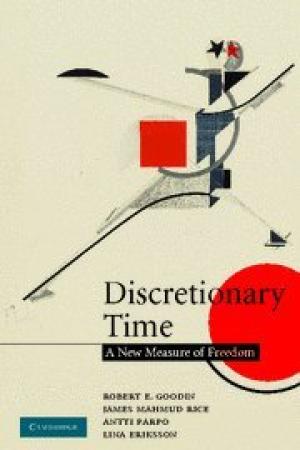 Discretionary
Time
A New Measure of Freedom
ROBERT E. GOODIN
JAMES MAHMUD RICE
ANTTI PARPO
LINA ERIKSSON
CAMBRIDGE